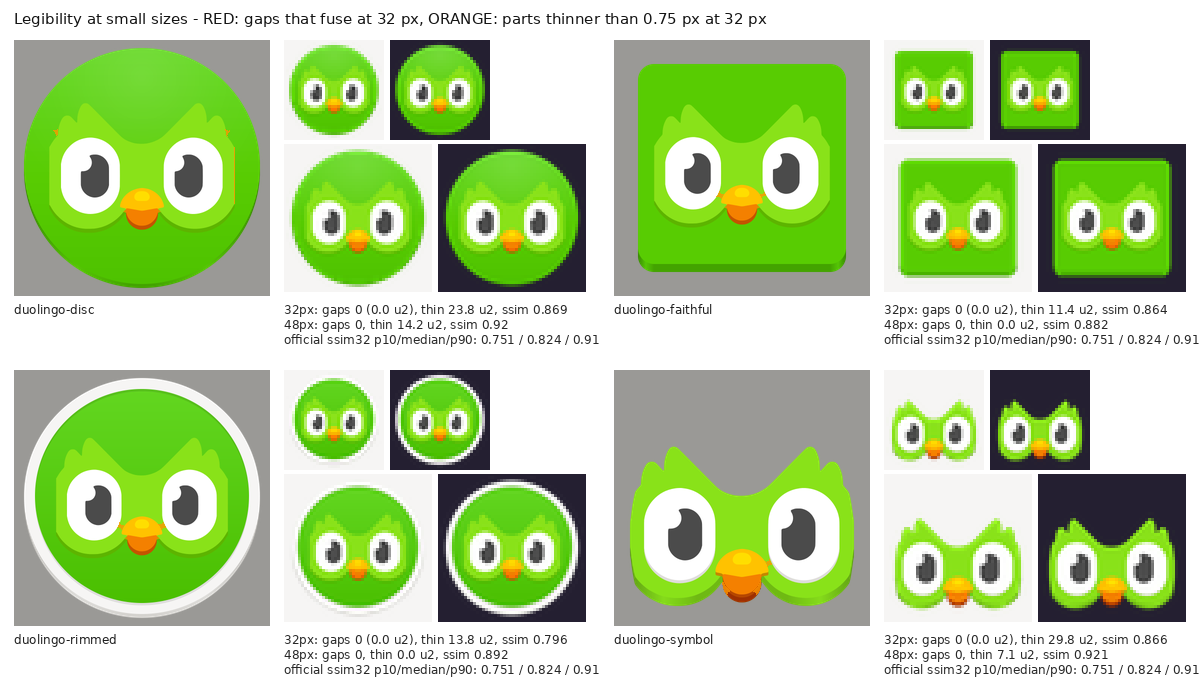 Legibility at small sizes - RED: gaps that fuse at 32 px, ORANGE: parts thinner than 0.75 px at 32 px
duolingo-disc
32px: gaps 0 (0.0 u2), thin 23.8 u2, ssim 0.869
48px: gaps 0, thin 14.2 u2, ssim 0.92
official ssim32 p10/median/p90: 0.751 / 0.824 / 0.91
duolingo-faithful
32px: gaps 0 (0.0 u2), thin 11.4 u2, ssim 0.864
48px: gaps 0, thin 0.0 u2, ssim 0.882
official ssim32 p10/median/p90: 0.751 / 0.824 / 0.91
duolingo-rimmed
32px: gaps 0 (0.0 u2), thin 13.8 u2, ssim 0.796
48px: gaps 0, thin 0.0 u2, ssim 0.892
official ssim32 p10/median/p90: 0.751 / 0.824 / 0.91
duolingo-symbol
32px: gaps 0 (0.0 u2), thin 29.8 u2, ssim 0.866
48px: gaps 0, thin 7.1 u2, ssim 0.921
official ssim32 p10/median/p90: 0.751 / 0.824 / 0.91